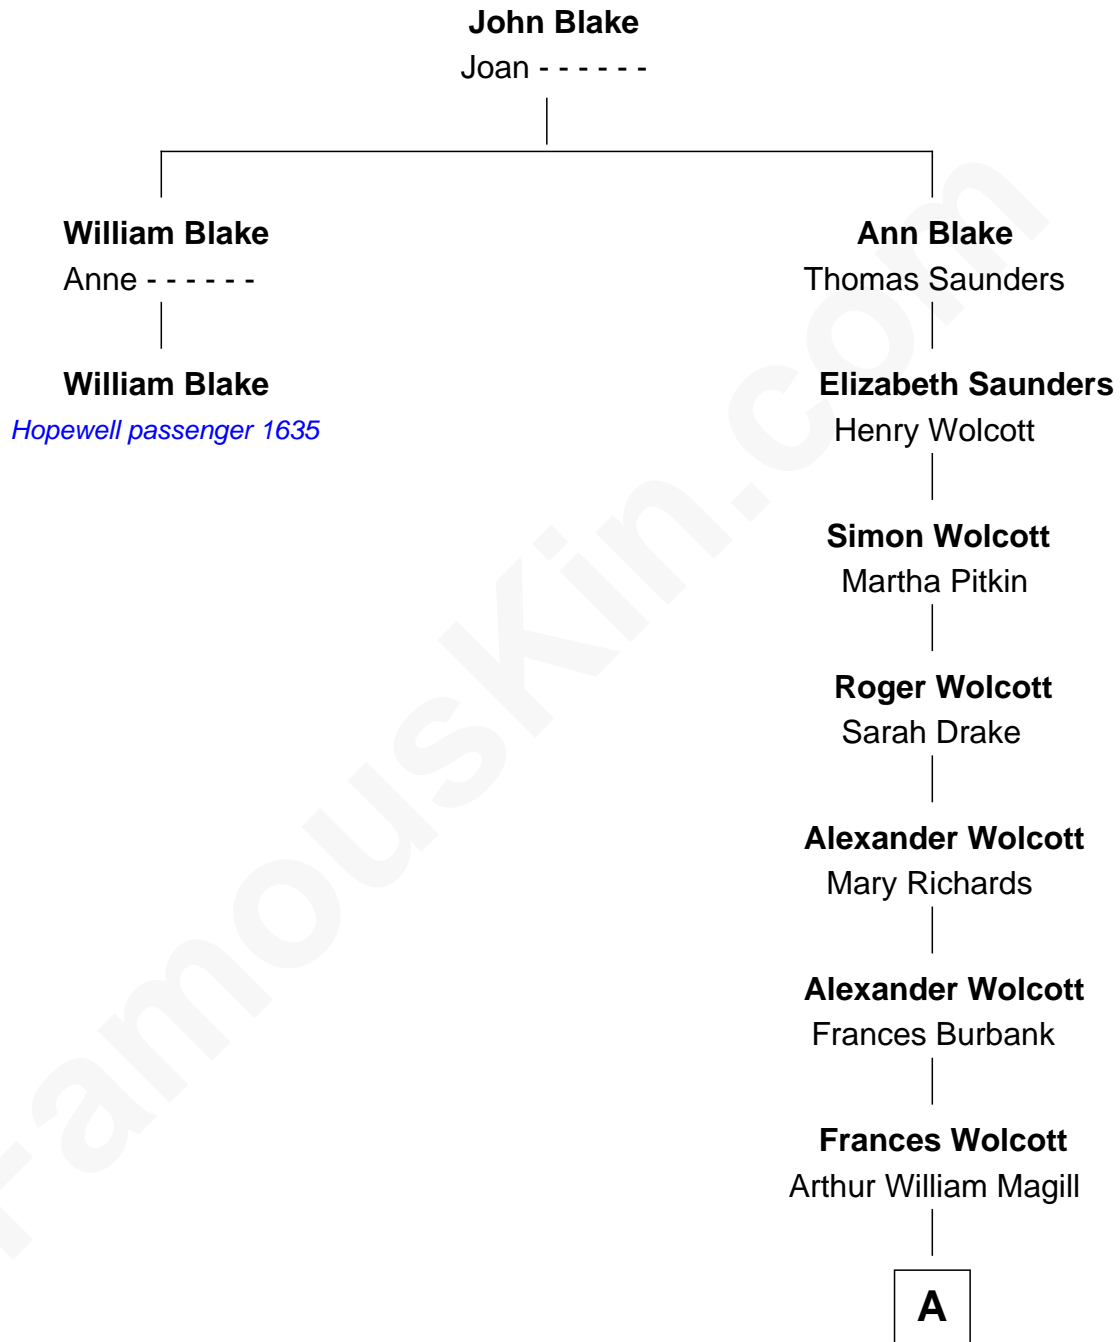 John Blake
Joan - - - - - -
William Blake
Anne - - - - - -
William Blake
Hopewell passenger 1635
Ann Blake
Thomas Saunders
Elizabeth Saunders
Henry Wolcott
Simon Wolcott
Martha Pitkin
Roger Wolcott
Sarah Drake
Alexander Wolcott
Mary Richards
Alexander Wolcott
Frances Burbank
Frances Wolcott
Arthur William Magill
A
FamousKin.com